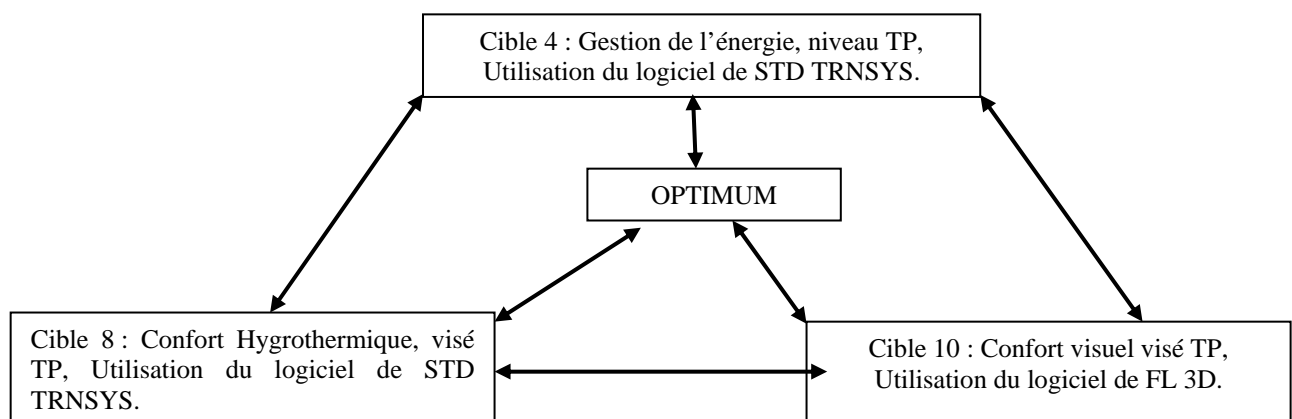 Cible 4 : Gestion de l’énergie, niveau TP,
Utilisation du logiciel de STD TRNSYS.
OPTIMUM
Cible 8 : Confort Hygrothermique, visé
TP, Utilisation du logiciel de STD
TRNSYS.
Cible 10 : Confort visuel visé TP,
Utilisation du logiciel de FL 3D.